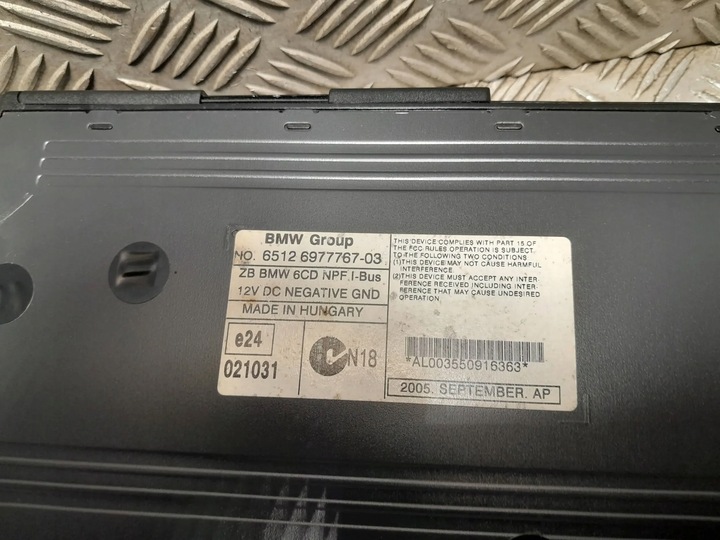 BMW Group
NO. 6512 6977767-03
ZB BMW 6CD NPF.I-Bus
12V DC NEGATIVE GND
MADE IN HUNGARY
e24
021031
N18
THIS DEVICE COMPLIES WITH PART 15 OF
THE FCC RULES OPERATION IS SUBJECT
TO THE FOLLOWING TWO CONDITIONS
(1)THIS DEVICE MAY NOT CAUSE HARMFUL
INTERFERENCE.
(2)THIS DEVICE MUST ACCEPT ANY INTER-
FERENCE RECEIVED INCLUDING INTER-
FERENCE THAT MAY CAUSE UNDESIRED
OPERATION.
*AL003550916363*
2005. SEPTEMBER. AP